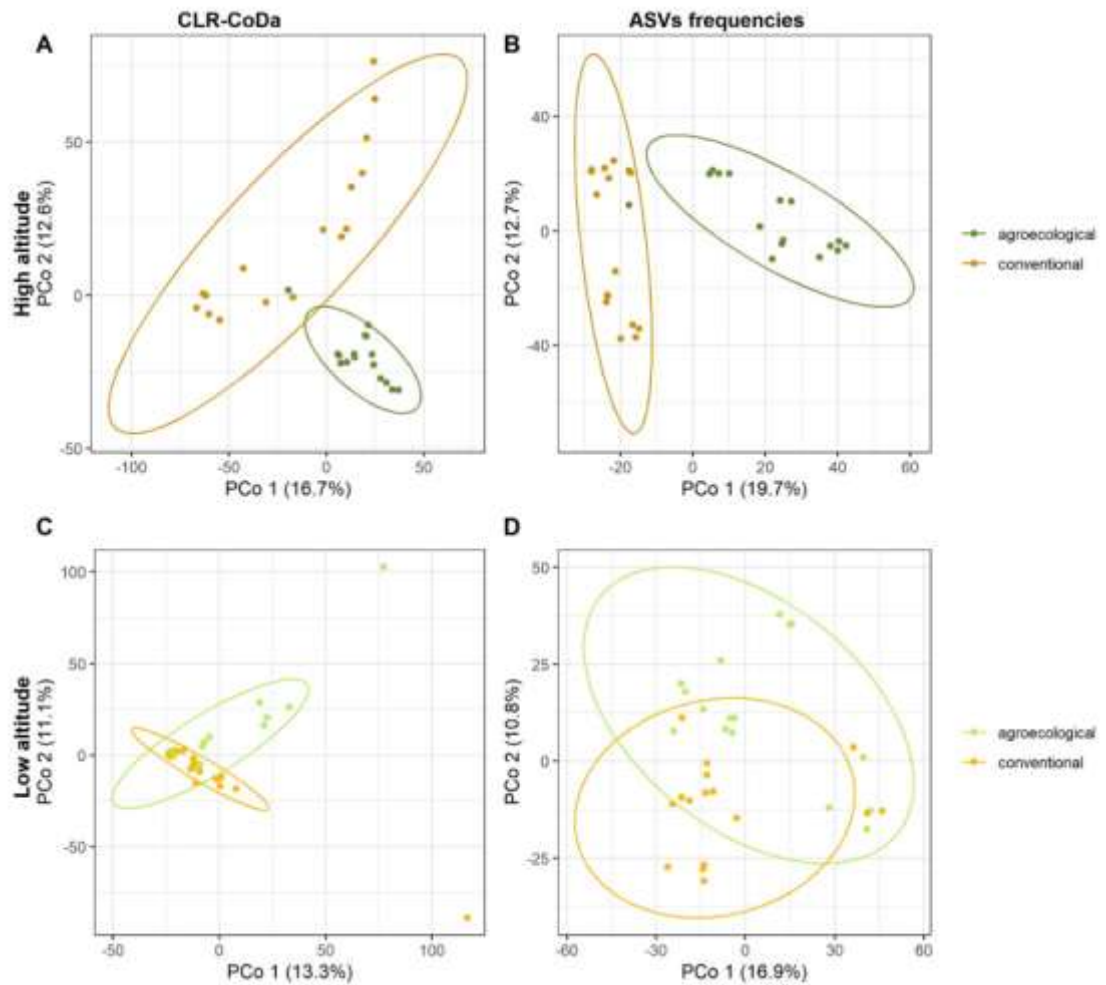 CLR-CoDa
ASVs frequencies
A
B
High altitude
PCo 2 (12.6%)
50
0
-50
-100
-50
0
50
PCo 1 (16.7%)
PCo 2 (12.7%)
40
0
-40
-20
0
20
40
60
PCo 1 (19.7%)
agroecological
conventional
C
D
Low altitude
PCo 2 (11.1%)
100
50
0
-50
-50
0
50
100
PCo 1 (13.3%)
PCo 2 (10.8%)
50
25
0
-25
-60
-30
0
30
60
PCo 1 (16.9%)
agroecological
conventional